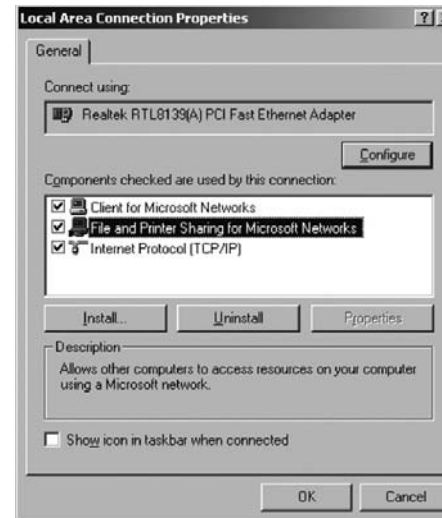 Local Area Connection Properties
General
Connect using:
Realtek RTL8139(A) PCI Fast Ethernet Adapter
Configure
Components checked are used by this connection:
Client for Microsoft Networks
File and Printer Sharing for Microsoft Networks
Internet Protocol (TCP/IP)
Install... Uninstall Properties
Description
Allows other computers to access resources on your computer
using a Microsoft network.
Show icon in taskbar when connected
OK Cancel